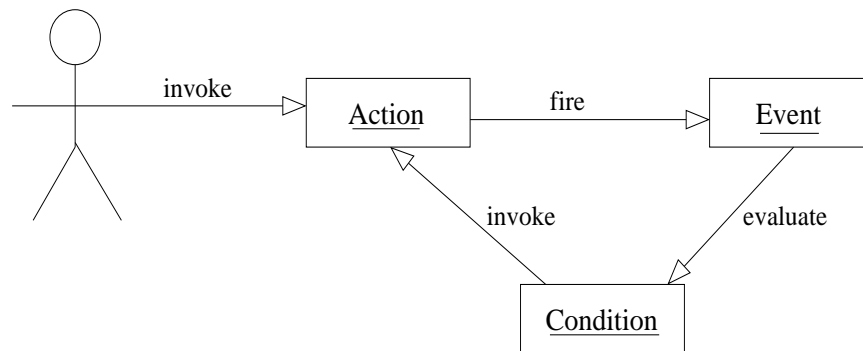 invoke
Action
fire
Event
invoke
evaluate
Condition